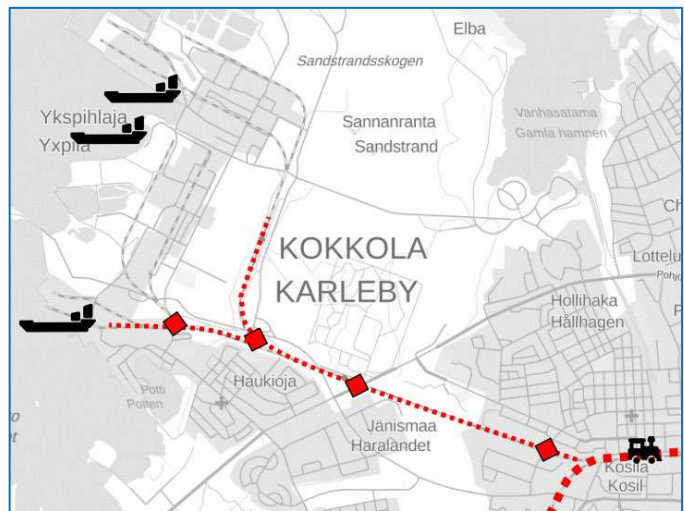 Elba
Sandstrandsskogen
Vanhasatama
Gamla hamnen
Ykspihlaja
Yxpila
Sannanranta
Sandstrand
KOKKOLA
KARLEBY
Hollihaka
Hållhagen
Haukioja
Potti
Potten
Jänismaa
Haralandet
Kosila
Kosil